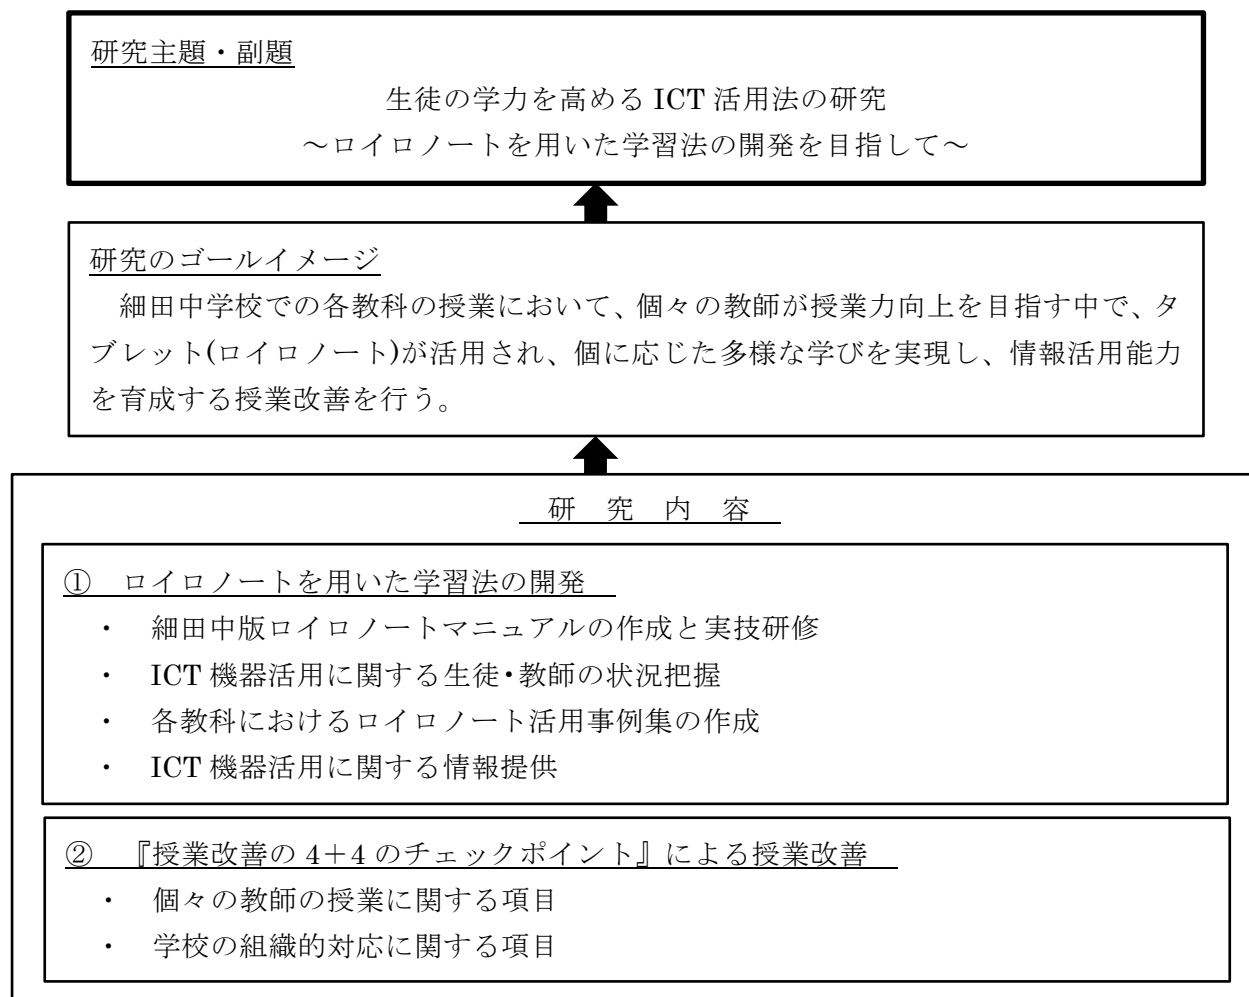 研究主題・副題
生徒の学力を高める ICT 活用法の研究
～ロイロノートを用いた学習法の開発を目指して～
研究のゴールイメージ
細田中学校での各教科の授業において、個々の教師が授業力向上を目指す中で、タ
ブレット(ロイロノート)が活用され、個に応じた多様な学びを実現し、情報活用能力
を育成する授業改善を行う。
研 究 内 容
① ロイロノートを用いた学習法の開発
・ 細田中版ロイロノートマニュアルの作成と実技研修
・ ICT 機器活用に関する生徒・教師の状況把握
・ 各教科におけるロイロノート活用事例集の作成
・ ICT 機器活用に関する情報提供
② 『授業改善の 4＋4 のチェックポイント』による授業改善
・ 個々の教師の授業に関する項目
・ 学校の組織的対応に関する項目